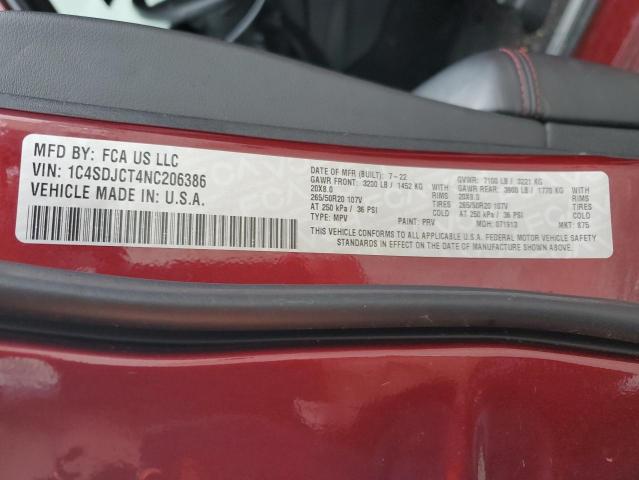 MFD BY: FCA US LLC
VIN: 1C4SDJCT4NC206386
VEHICLE MADE IN: U.S.A.
DATE OF MFR (BUILT): 7-22 GVWR: 7100 LB / 3221 KG
GAWR FRONT: 3200 LB / 1452 KG GAWR REAR: 3900 LB / 1770 KG
20X8.0 RIMS 20X8.0 RIMS
265/50R20 107V TIRES 265/50R20 107V TIRES
AT 250 kPa / 36 PSI COLD AT 250 kPa / 36 PSI COLD
TYPE: MPV PAINT: PRV MDH: 071913 MKT: 875
THIS VEHICLE CONFORMS TO ALL APPLICABLE U.S.A. FEDERAL MOTOR VEHICLE SAFETY
STANDARDS IN EFFECT ON THE DATE OF MANUFACTURE SHOWN ABOVE.